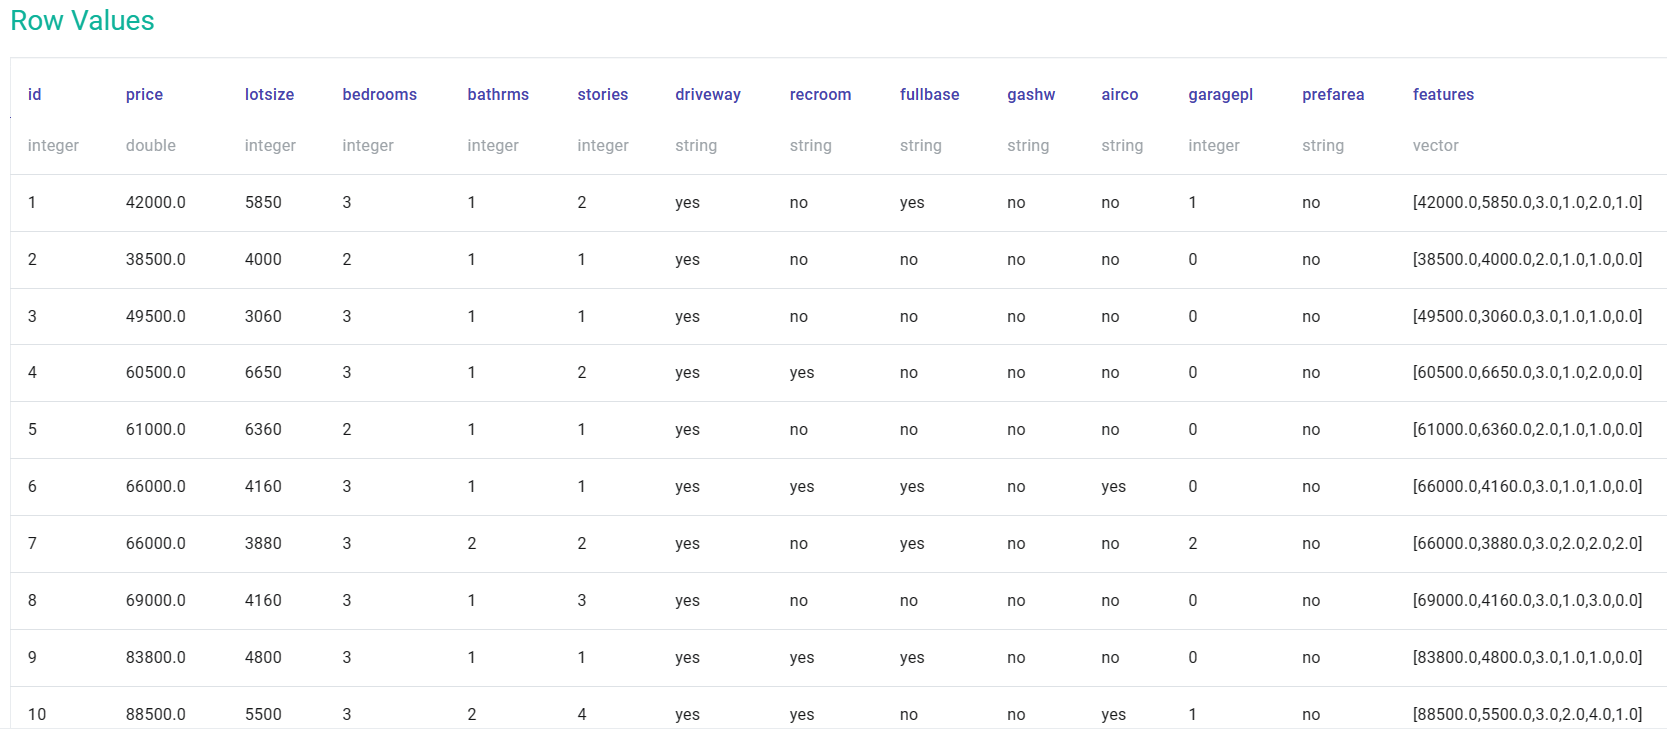 Row Values
id price lotsize bedrooms bathrms stories driveway recroom fullbase gashw airco garagepl prefarea features
integer double integer integer integer integer string string string string string integer string vector
1 42000.0 5850 3 1 2 yes no yes no no 1 no [42000.0,5850.0,3.0,1.0,2.0,1.0]
2 38500.0 4000 2 1 1 yes no no no no 0 no [38500.0,4000.0,2.0,1.0,1.0,0.0]
3 49500.0 3060 3 1 1 yes no no no no 0 no [49500.0,3060.0,3.0,1.0,1.0,0.0]
4 60500.0 6650 3 1 2 yes yes no no no 0 no [60500.0,6650.0,3.0,1.0,2.0,0.0]
5 61000.0 6360 2 1 1 yes no no no no 0 no [61000.0,6360.0,2.0,1.0,1.0,0.0]
6 66000.0 4160 3 1 1 yes yes yes no yes 0 no [66000.0,4160.0,3.0,1.0,1.0,0.0]
7 66000.0 3880 3 2 2 yes no yes no no 2 no [66000.0,3880.0,3.0,2.0,2.0,2.0]
8 69000.0 4160 3 1 3 yes no no no no 0 no [69000.0,4160.0,3.0,1.0,3.0,0.0]
9 83800.0 4800 3 1 1 yes yes yes no no 0 no [83800.0,4800.0,3.0,1.0,1.0,0.0]
10 88500.0 5500 3 2 4 yes yes no no yes 1 no [88500.0,5500.0,3.0,2.0,4.0,1.0]